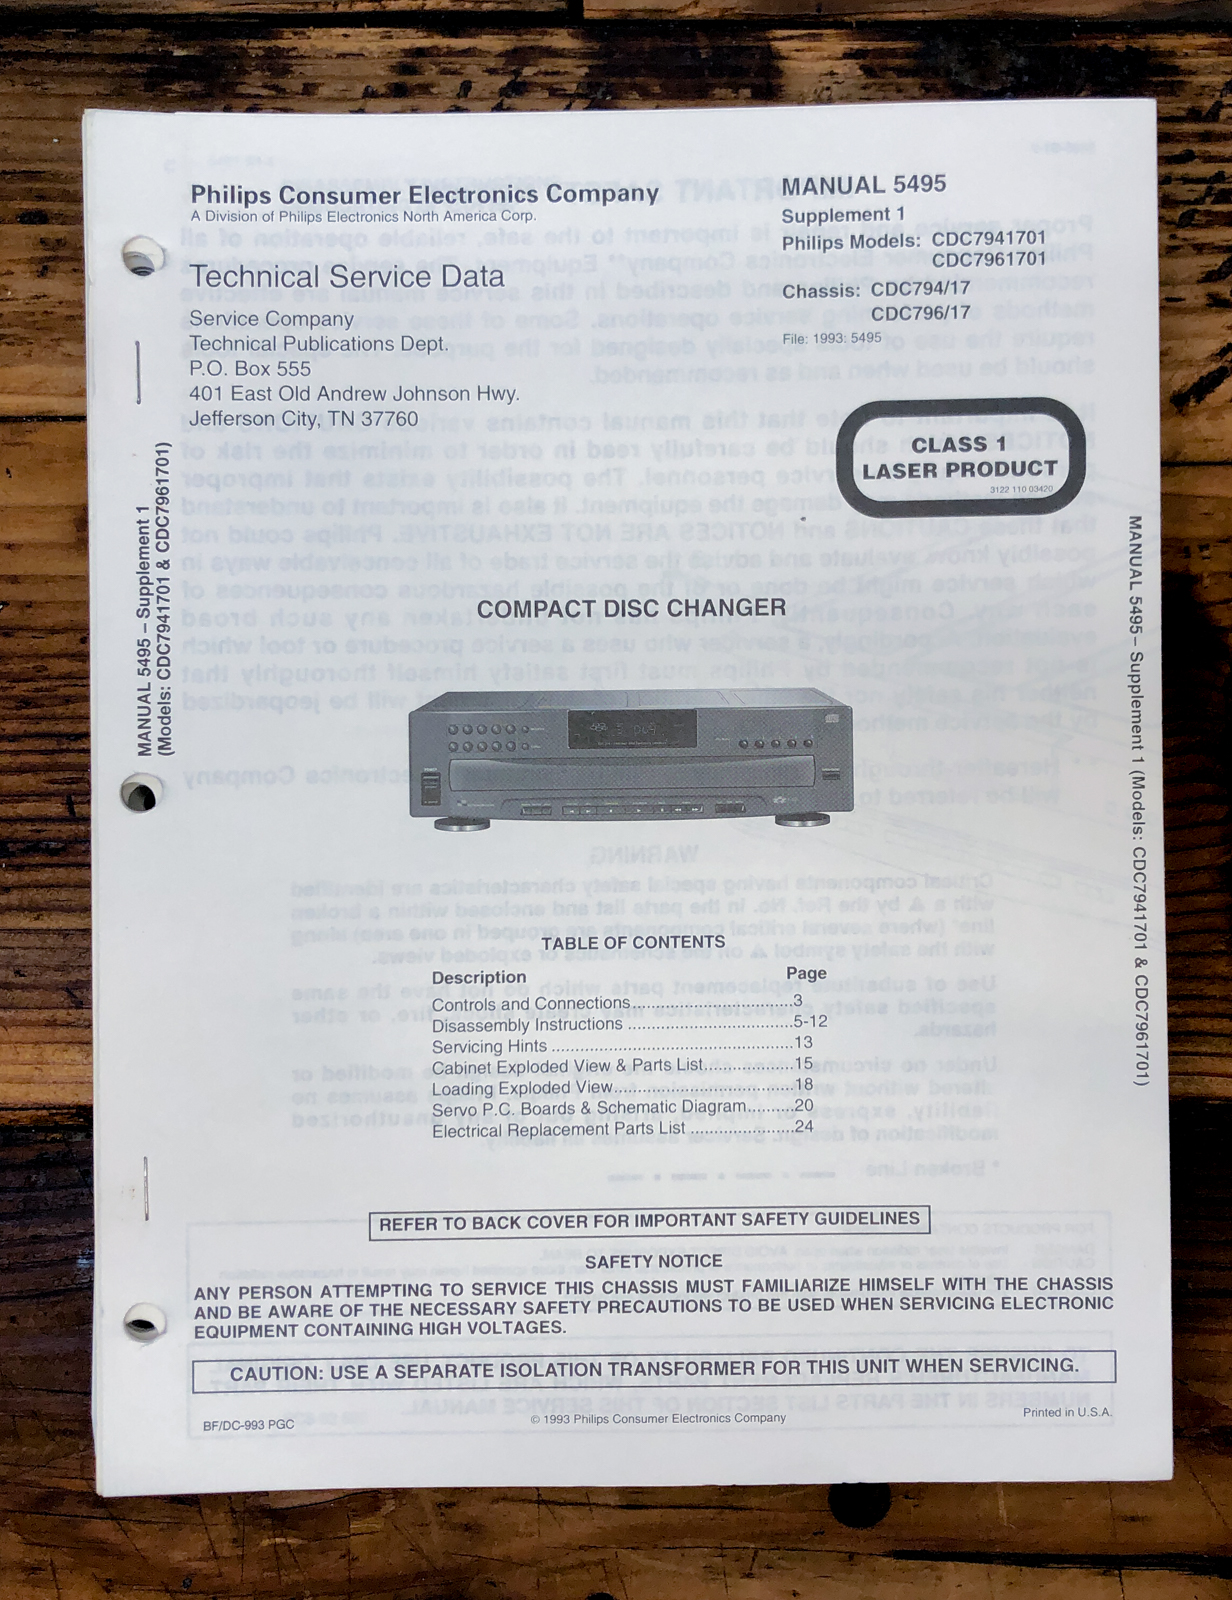 Philips Consumer Electronics Company
A Division of Philips Electronics North America Corp.
Technical Service Data
Service Company
Technical Publications Dept.
P.O. Box 555
401 East Old Andrew Johnson Hwy.
Jefferson City, TN 37760
MANUAL 5495
Supplement 1
Philips Models: CDC7941701
CDC7961701
Chassis: CDC794/17
CDC796/17
File: 1993: 5495
CLASS 1
LASER PRODUCT
3122 110 03420
MANUAL 5495 – Supplement 1
(Models: CDC7941701 & CDC7961701)
MANUAL 5495 – Supplement 1 (Models: CDC7941701 & CDC7961701)
COMPACT DISC CHANGER
TABLE OF CONTENTS
Description Page
Controls and Connections..............................3
Disassembly Instructions ...............................5-12
Servicing Hints .............................................13
Cabinet Exploded View & Parts List.................15
Loading Exploded View..................................18
Servo P.C. Boards & Schematic Diagram.........20
Electrical Replacement Parts List ....................24
REFER TO BACK COVER FOR IMPORTANT SAFETY GUIDELINES
SAFETY NOTICE
ANY PERSON ATTEMPTING TO SERVICE THIS CHASSIS MUST FAMILIARIZE HIMSELF WITH THE CHASSIS
AND BE AWARE OF THE NECESSARY SAFETY PRECAUTIONS TO BE USED WHEN SERVICING ELECTRONIC
EQUIPMENT CONTAINING HIGH VOLTAGES.
CAUTION: USE A SEPARATE ISOLATION TRANSFORMER FOR THIS UNIT WHEN SERVICING.
BF/DC-993 PGC
© 1993 Philips Consumer Electronics Company
Printed in U.S.A.